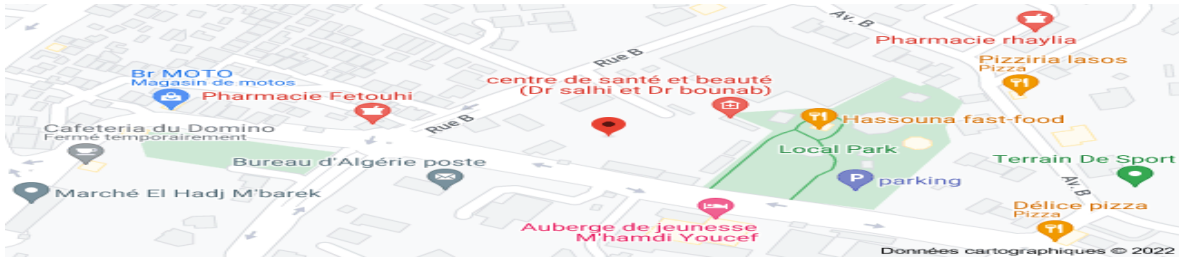 Av. B
Pharmacie rhaylia
Rue B
Pizziria lasos
Pizza
Br MOTO
Magasin de motos
centre de santé et beauté
(Dr salhi et Dr bounab)
Pharmacie Fetouhi
Rue B
Hassouna fast-food
Cafeteria du Domino
Fermé temporairement
Local Park
Bureau d'Algérie poste
Terrain De Sport
P
parking
Av. B
Marché El Hadj M'barek
Délice pizza
Pizza
Auberge de jeunesse
M'hamdi Youcef
Données cartographiques © 2022